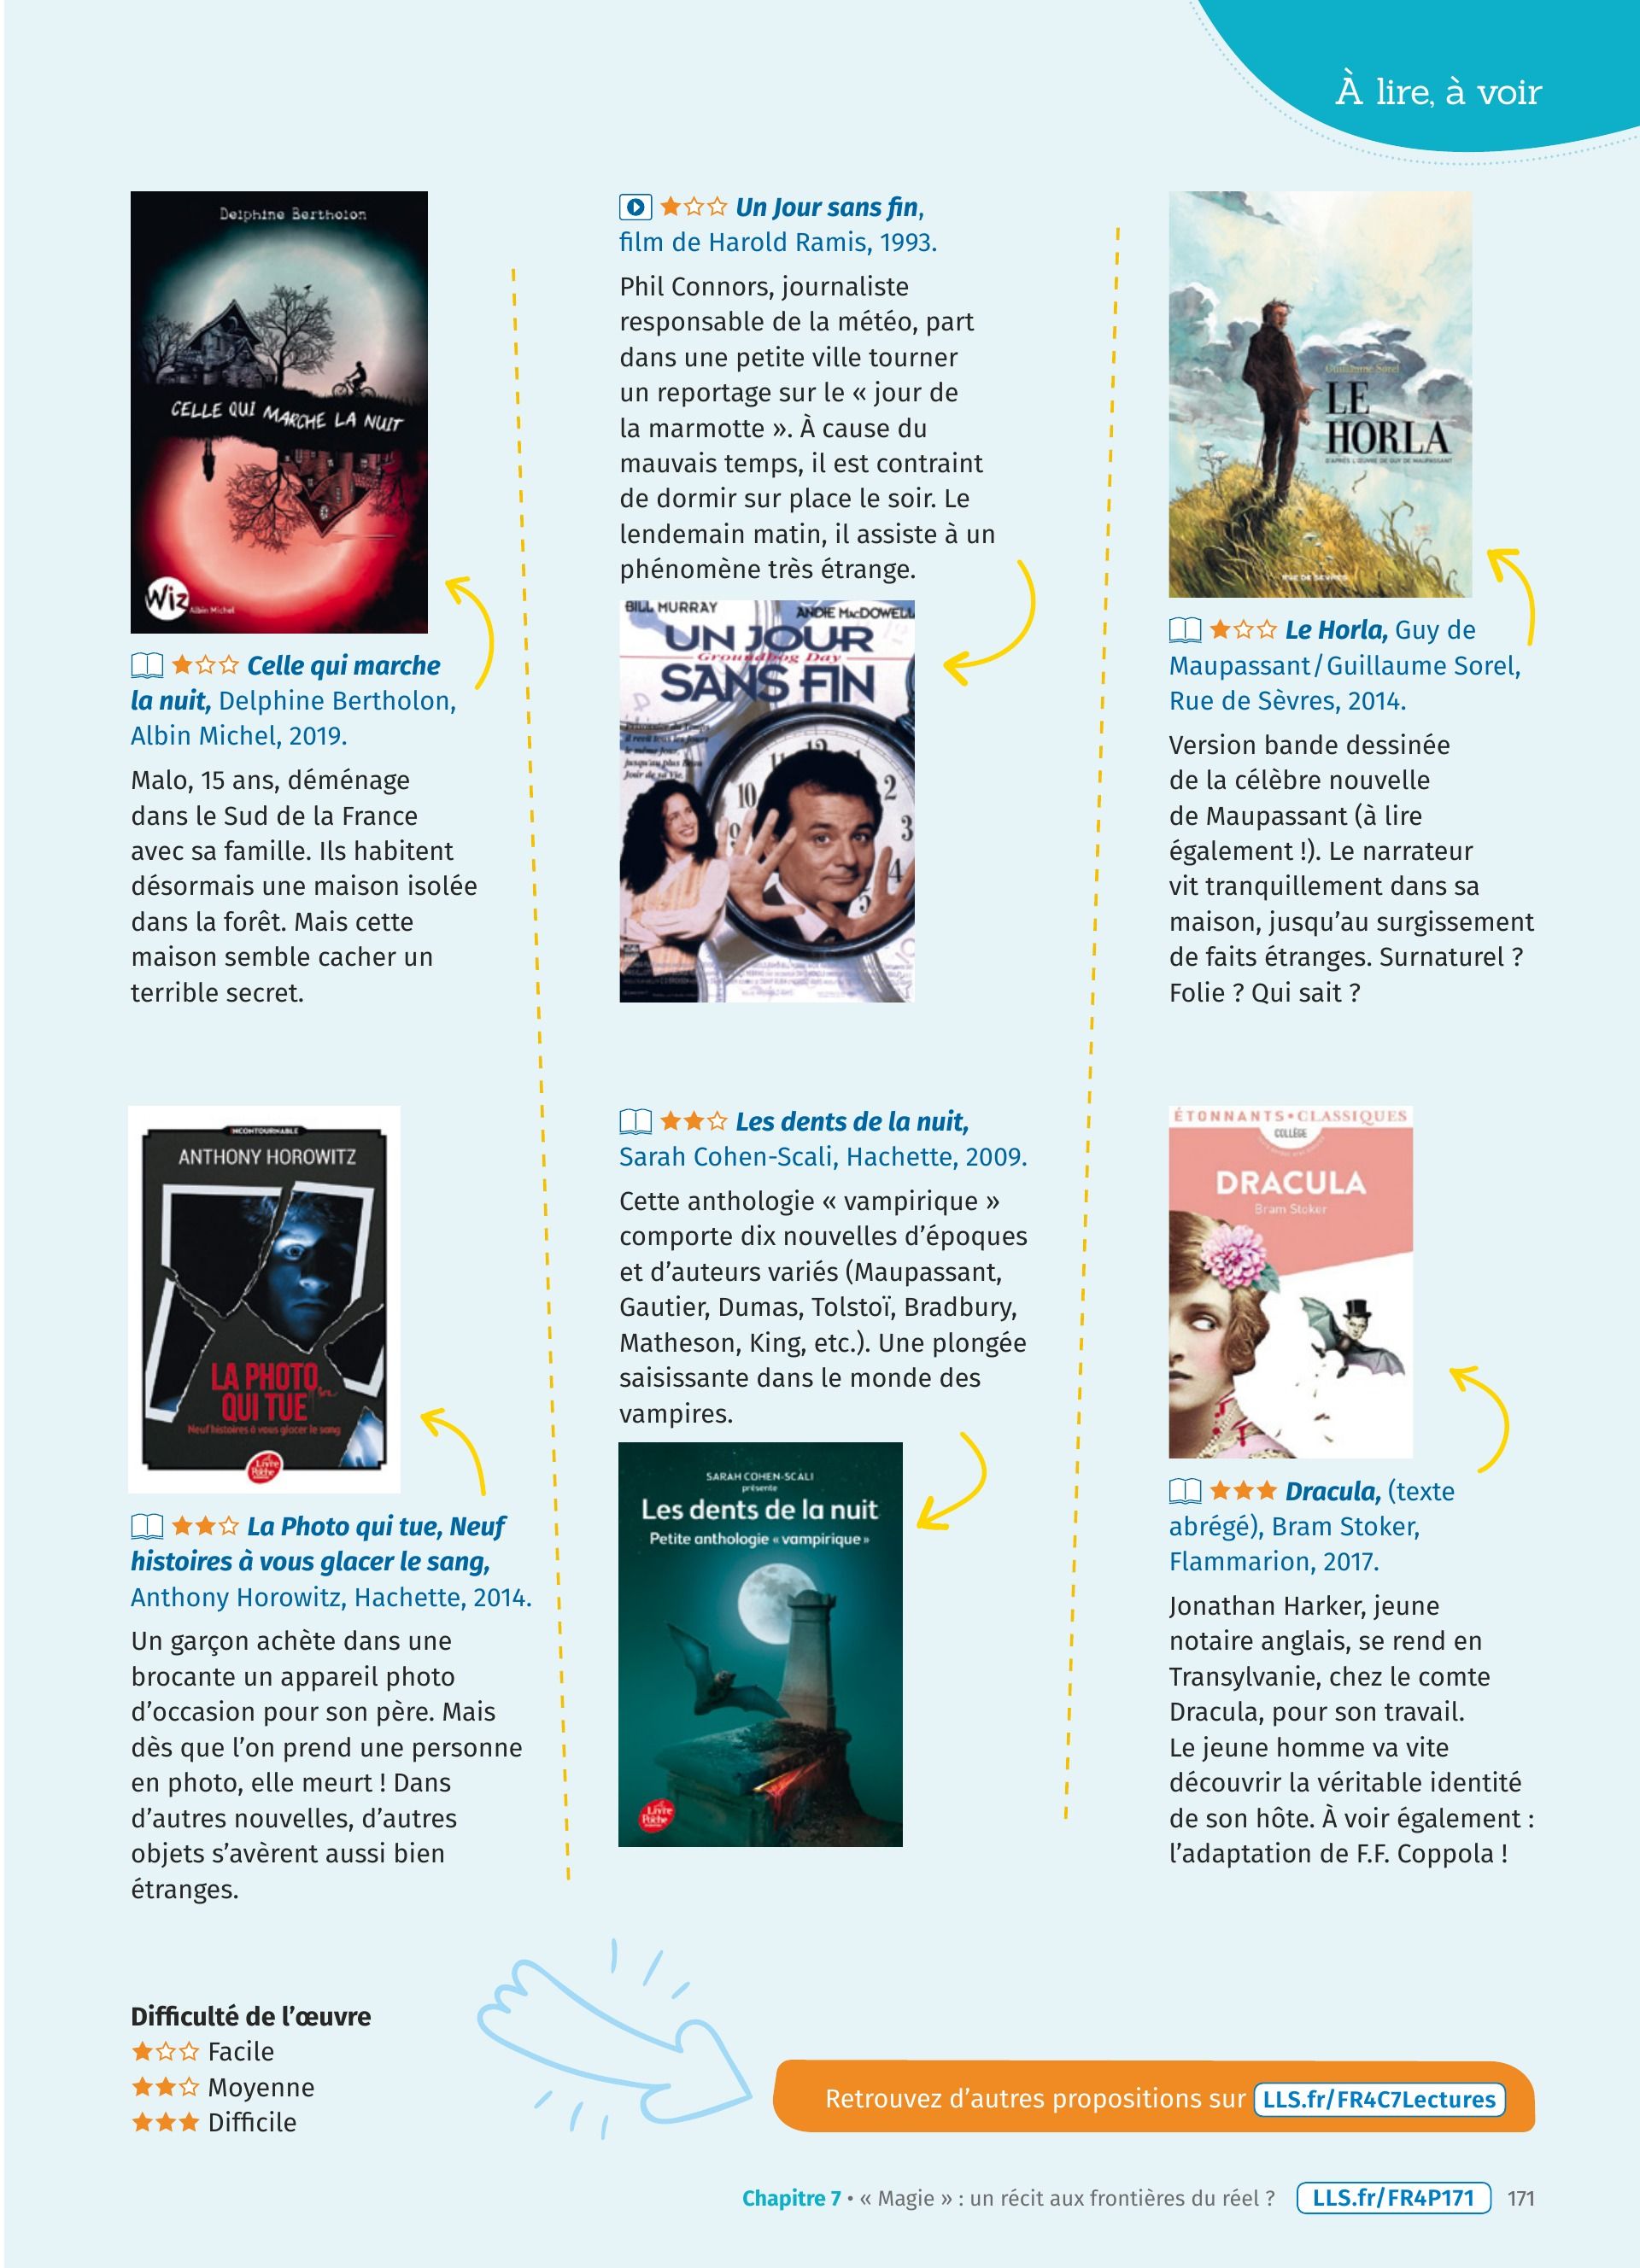 À lire, à voir
Delphine Bertholon
CELLE QUI MARCHE LA NUIT
Wiz
Albin Michel
★☆☆ Celle qui marche
la nuit, Delphine Bertholon,
Albin Michel, 2019.
Malo, 15 ans, déménage
dans le Sud de la France
avec sa famille. Ils habitent
désormais une maison isolée
dans la forêt. Mais cette
maison semble cacher un
terrible secret.
★☆☆ Un Jour sans fin,
film de Harold Ramis, 1993.
Phil Connors, journaliste
responsable de la météo, part
dans une petite ville tourner
un reportage sur le « jour de
la marmotte ». À cause du
mauvais temps, il est contraint
de dormir sur place le soir. Le
lendemain matin, il assiste à un
phénomène très étrange.
BILL MURRAY ANDIE MacDOWELL
UN JOUR
Groundhog Day
SANS FIN
12
11
10
9
2
3
4
Guillaume Sorel
LE
HORLA
D'APRÈS L'ŒUVRE DE GUY DE MAUPASSANT
RUE DE SÈVRES
★☆☆ Le Horla, Guy de
Maupassant/Guillaume Sorel,
Rue de Sèvres, 2014.
Version bande dessinée
de la célèbre nouvelle
de Maupassant (à lire
également !). Le narrateur
vit tranquillement dans sa
maison, jusqu’au surgissement
de faits étranges. Surnaturel ?
Folie ? Qui sait ?
INCONTOURNABLE
ANTHONY HOROWITZ
LA PHOTO
QUI TUE
Neuf histoires à vous glacer le sang
Le Livre de Poche
★★☆ La Photo qui tue, Neuf
histoires à vous glacer le sang,
Anthony Horowitz, Hachette, 2014.
Un garçon achète dans une
brocante un appareil photo
d’occasion pour son père. Mais
dès que l’on prend une personne
en photo, elle meurt ! Dans
d’autres nouvelles, d’autres
objets s’avèrent aussi bien
étranges.
★★☆ Les dents de la nuit,
Sarah Cohen-Scali, Hachette, 2009.
Cette anthologie « vampirique »
comporte dix nouvelles d’époques
et d’auteurs variés (Maupassant,
Gautier, Dumas, Tolstoï, Bradbury,
Matheson, King, etc.). Une plongée
saisissante dans le monde des
vampires.
SARAH COHEN-SCALI
présente
Les dents de la nuit
Petite anthologie « vampirique »
Le Livre de Poche
ÉTONNANTS • CLASSIQUES
COLLÈGE
DRACULA
Bram Stoker
★★★ Dracula, (texte
abrégé), Bram Stoker,
Flammarion, 2017.
Jonathan Harker, jeune
notaire anglais, se rend en
Transylvanie, chez le comte
Dracula, pour son travail.
Le jeune homme va vite
découvrir la véritable identité
de son hôte. À voir également :
l’adaptation de F.F. Coppola !
Difficulté de l’œuvre
★☆☆ Facile
★★☆ Moyenne
★★★ Difficile
Retrouvez d’autres propositions sur LLS.fr/FR4C7Lectures
Chapitre 7 • « Magie » : un récit aux frontières du réel ? LLS.fr/FR4P171 171